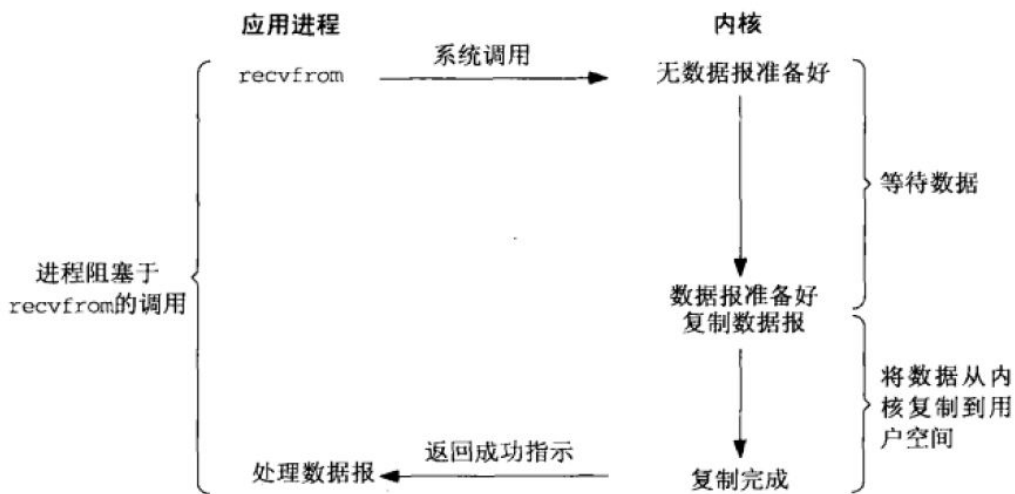 应用进程
内核
recvfrom
系统调用
无数据报准备好
等待数据
进程阻塞于
recvfrom的调用
数据报准备好
复制数据报
将数据从内
核复制到用
户空间
处理数据报
返回成功指示
复制完成